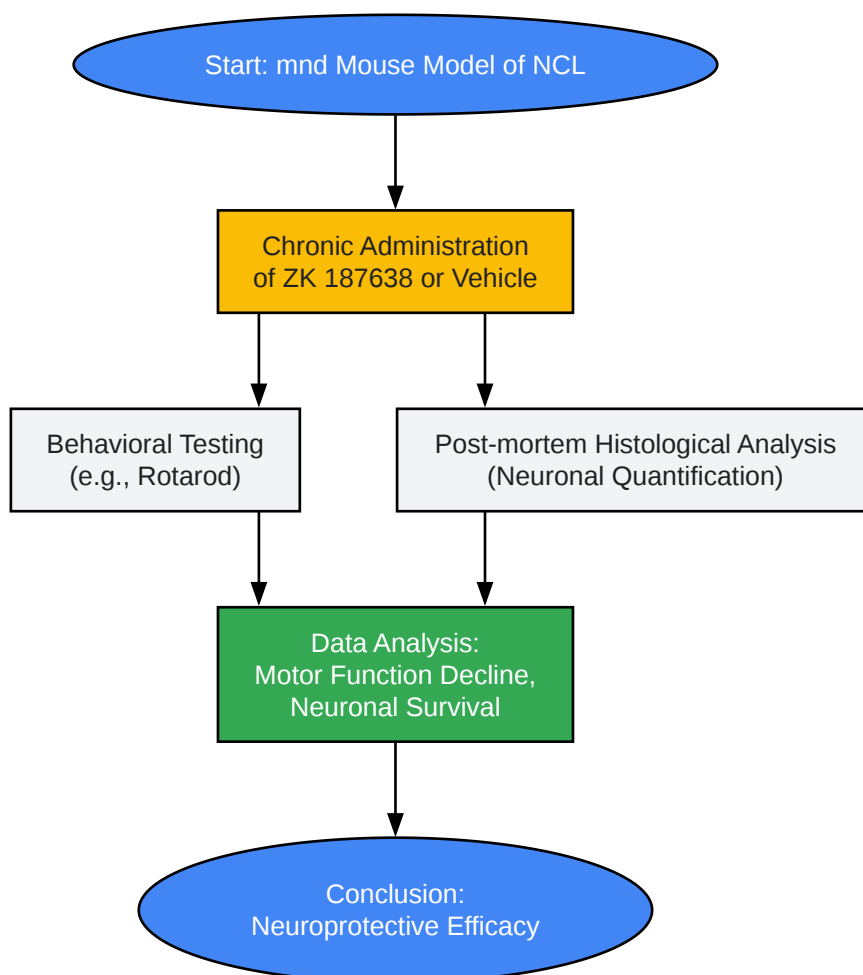 Start: mnd Mouse Model of NCL
Chronic Administration
of ZK 187638 or Vehicle
Behavioral Testing
(e.g., Rotarod)
Post-mortem Histological Analysis
(Neuronal Quantification)
Data Analysis:
Motor Function Decline,
Neuronal Survival
Conclusion:
Neuroprotective Efficacy